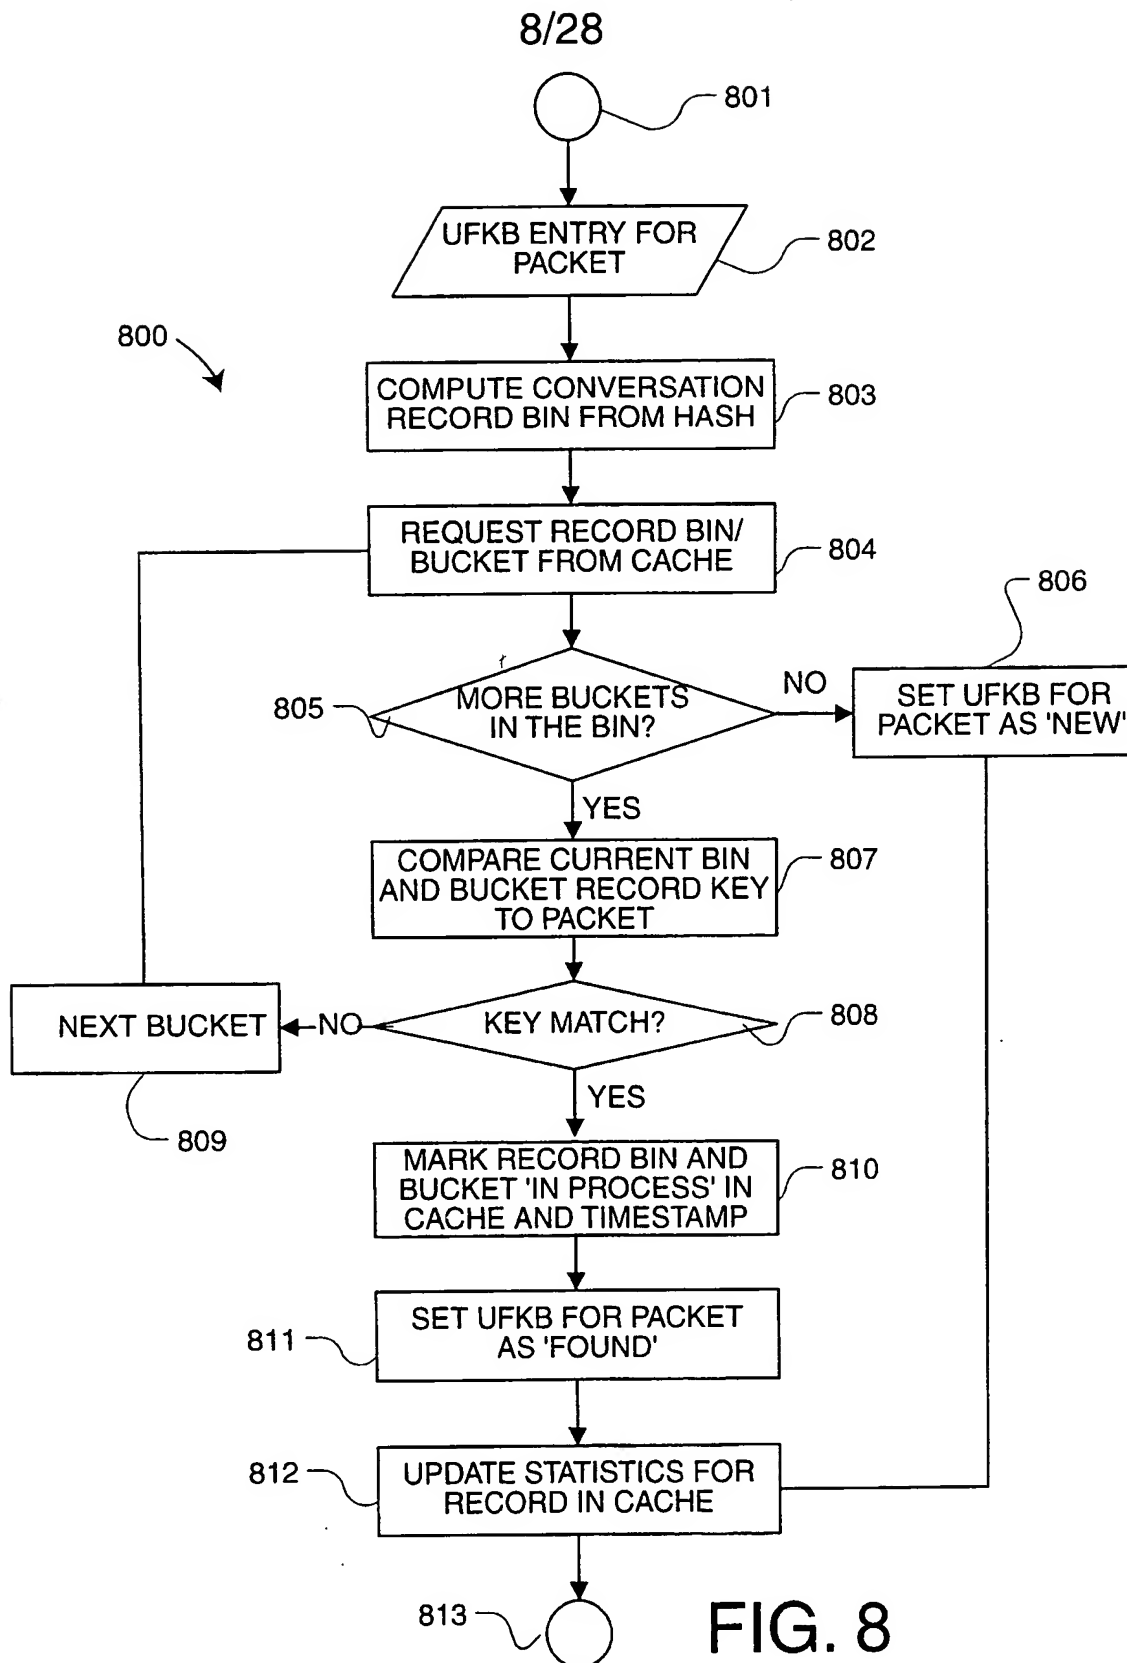 8/28
801
UFKB ENTRY FOR
PACKET
802
800
COMPUTE CONVERSATION
RECORD BIN FROM HASH
803
REQUEST RECORD BIN/
BUCKET FROM CACHE
804
806
805
MORE BUCKETS
IN THE BIN?
NO
SET UFKB FOR
PACKET AS 'NEW'
YES
COMPARE CURRENT BIN
AND BUCKET RECORD KEY
TO PACKET
807
NEXT BUCKET
NO
KEY MATCH?
808
YES
809
MARK RECORD BIN AND
BUCKET 'IN PROCESS' IN
CACHE AND TIMESTAMP
810
811
SET UFKB FOR PACKET
AS 'FOUND'
812
UPDATE STATISTICS FOR
RECORD IN CACHE
813
FIG. 8